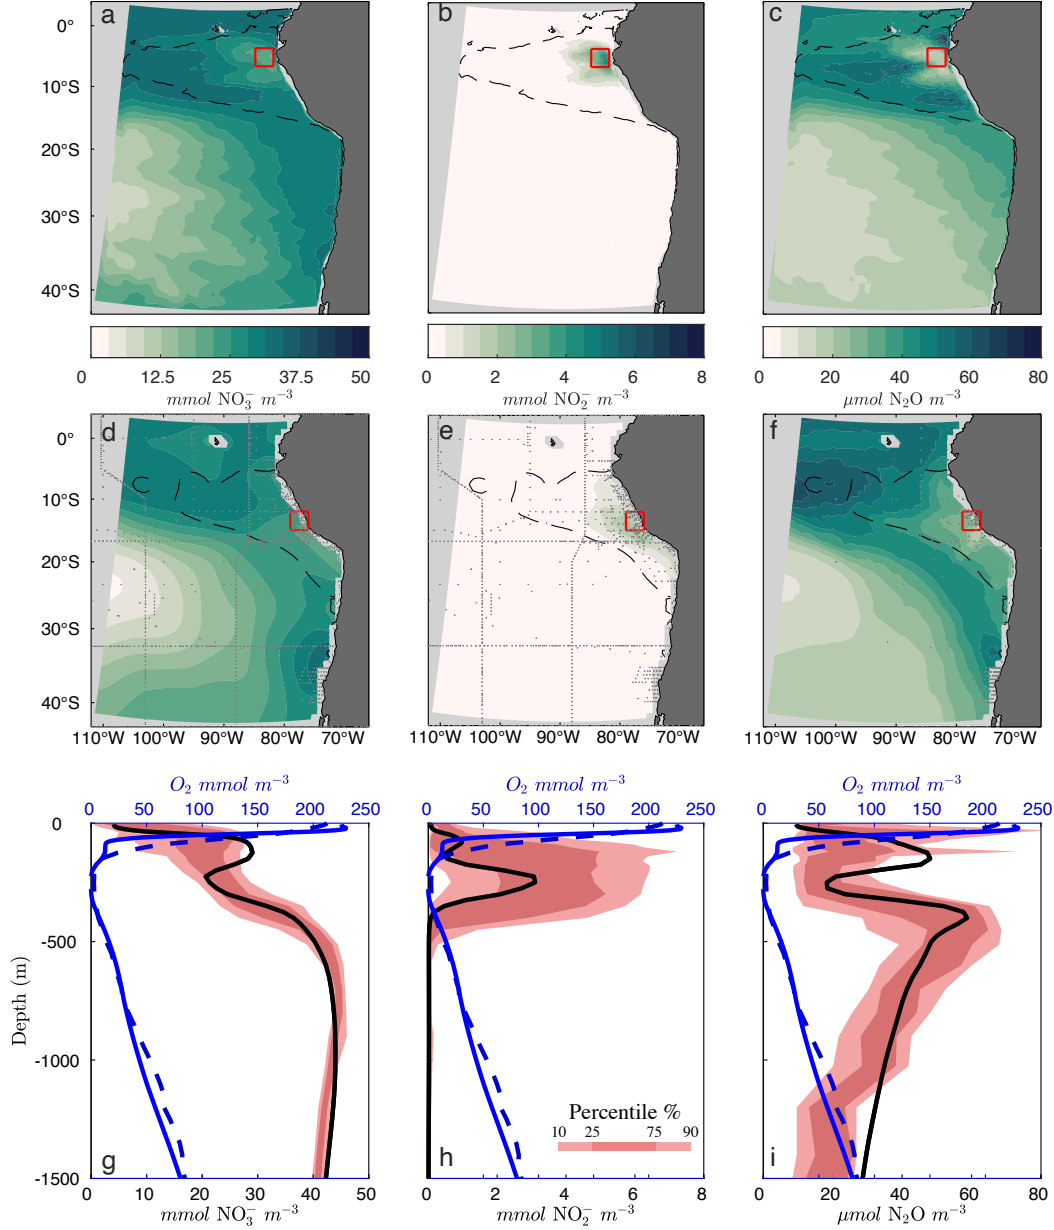 a b c
0°
10°S
20°S
30°S
40°S
0 12.5 25 37.5 50 0 2 4 6 8 0 20 40 60 80
mmol NO₃⁻ m⁻³ mmol NO₂⁻ m⁻³ μmol N₂O m⁻³
d e f
0°
10°S
20°S
30°S
40°S
110°W 100°W 90°W 80°W 70°W 110°W 100°W 90°W 80°W 70°W 110°W 100°W 90°W 80°W 70°W
O₂ mmol m⁻³ O₂ mmol m⁻³ O₂ mmol m⁻³
0 50 100 150 200 250 0 50 100 150 200 250 0 50 100 150 200 250
0
-500
Depth (m)
-1000
Percentile %
10 25 75 90
g h i
-1500
0 10 20 30 40 50 0 2 4 6 8 0 20 40 60 80
mmol NO₃⁻ m⁻³ mmol NO₂⁻ m⁻³ μmol N₂O m⁻³